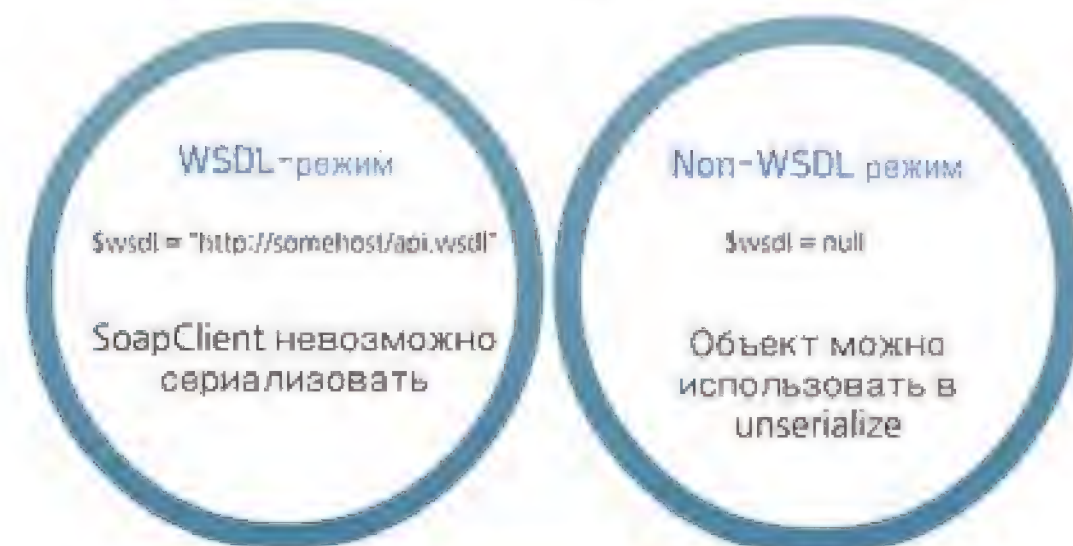 WSDL-режим
$wsdl = "http://somehost/api.wsdl"
SoapClient невозможно
сериализовать
Non-WSDL режим
$wsdl = null
Объект можно
использовать в
unserialize